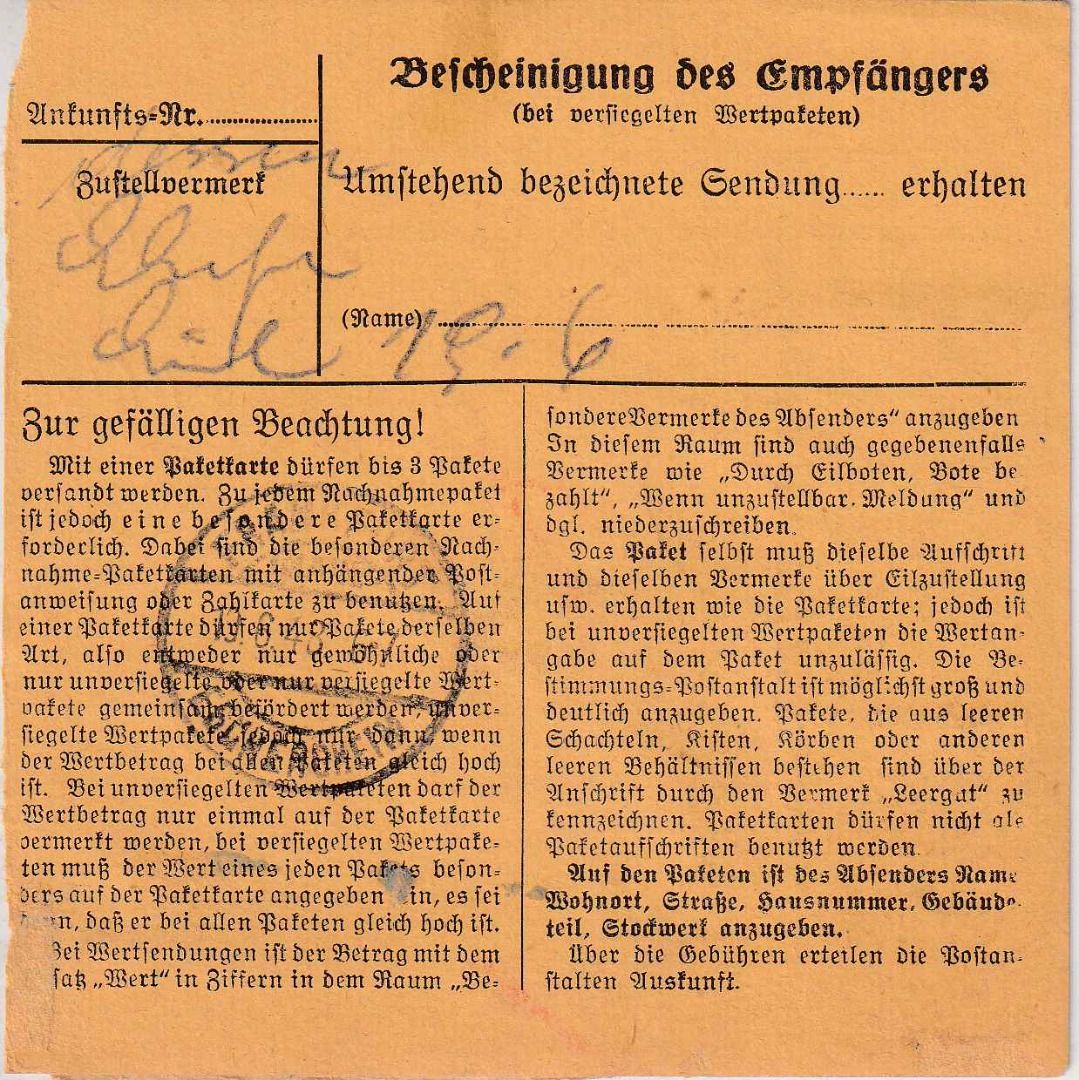 Bescheinigung des Empfängers
(bei versiegelten Wertpaketen)
Ankunfts-Nr. ....................
Zustellvermerk
Umstehend bezeichnete Sendung...... erhalten
(Name) ....................
19. 6
Zur gefälligen Beachtung!
Mit einer Paketkarte dürfen bis 3 Pakete
versandt werden. Zu jedem Nachnahmepaket
ist jedoch eine besondere Paketkarte er-
forderlich. Dabei sind die besonderen Nach-
nahme-Paketkarten mit anhängender Post-
anweisung oder Zahlkarte zu benutzen. Auf
einer Paketkarte dürfen nur Pakete derselben
Art, also entweder nur gewöhnliche oder
nur unversiegelte oder nur versiegelte Wert-
pakete gemeinsam befördert werden, unver-
siegelte Wertpakete jedoch nur dann wenn
der Wertbetrag bei allen Paketen gleich hoch
ist. Bei unversiegelten Wertpaketen darf der
Wertbetrag nur einmal auf der Paketkarte
vermerkt werden, bei versiegelten Wertpake-
ten muß der Wert eines jeden Pakets beson-
ders auf der Paketkarte angegeben in, es sei
denn, daß er bei allen Paketen gleich hoch ist.
Bei Wertsendungen ist der Betrag mit dem
satz „Wert" in Ziffern in dem Raum „Be-
sondere Vermerke des Absenders" anzugeben
In diesem Raum sind auch gegebenenfalls
Vermerke wie „Durch Eilboten, Bote be
zahlt", „Wenn unzustellbar. Meldung" und
dgl. niederzuschreiben.
Das Paket selbst muß dieselbe Aufschrift
und dieselben Vermerke über Eilzustellung
usw. erhalten wie die Paketkarte; jedoch ist
bei unversiegelten Wertpaketen die Wertan-
gabe auf dem Paket unzulässig. Die Be-
stimmungs-Postanstalt ist möglichst groß und
deutlich anzugeben. Pakete, die aus leeren
Schachteln, Kisten, Körben oder anderen
leeren Behältnissen bestehen sind über der
Anschrift durch den Vermerk „Leergut" zu
kennzeichnen. Paketkarten dürfen nicht als
Paketaufschriften benutzt werden.
Auf den Paketen ist des Absenders Name
Wohnort, Straße, Hausnummer, Gebäude-
teil, Stockwerk anzugeben.
Über die Gebühren erteilen die Postan-
stalten Auskunft.